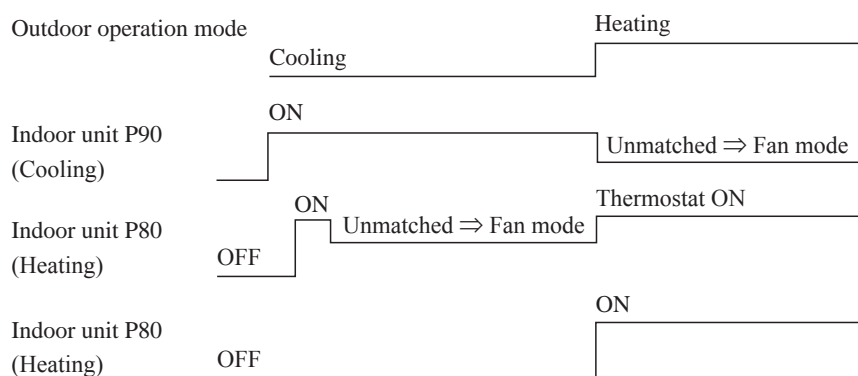 Outdoor operation mode
Heating
Cooling
ON
Indoor unit P90
(Cooling)
Unmatched ⇒ Fan mode
Thermostat ON
ON
Unmatched ⇒ Fan mode
Indoor unit P80
(Heating)
OFF
ON
Indoor unit P80
(Heating)
OFF